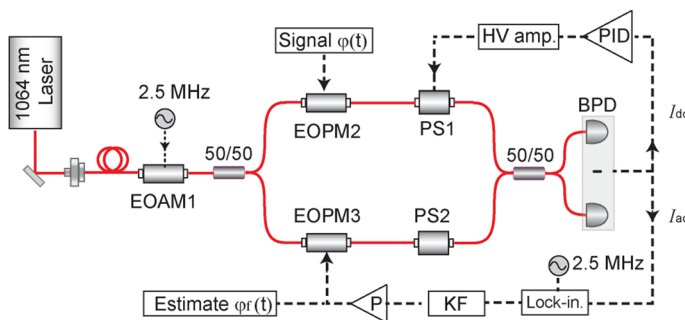 1064 nm
Laser
2.5 MHz
EOAM1
50/50
Signal φ(t)
EOPM2
PS1
HV amp.
PID
BPD
50/50
EOPM3
PS2
2.5 MHz
Estimate φf(t)
P
KF
Lock-in.